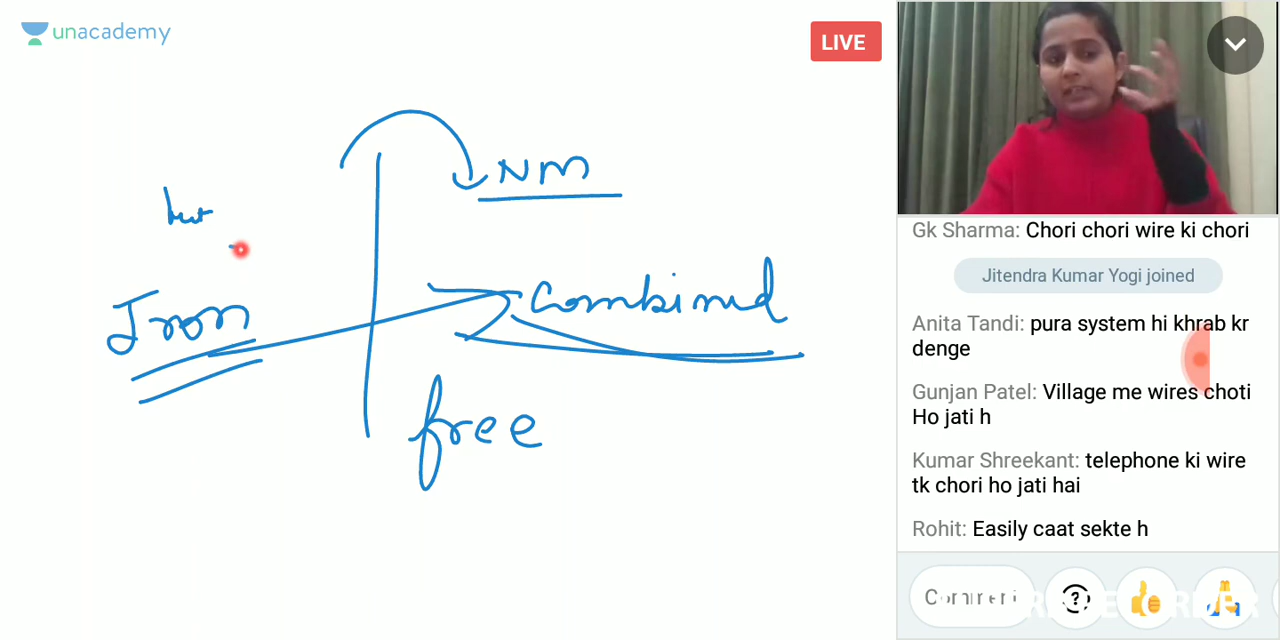 unacademy
LIVE
NM
Iron
Combined
free
Gk Sharma: Chori chori wire ki chori
Jitendra Kumar Yogi joined
Anita Tandi: pura system hi khrab kr
denge
Gunjan Patel: Village me wires choti
Ho jati h
Kumar Shreekant: telephone ki wire
tk chori ho jati hai
Rohit: Easily caat sekte h